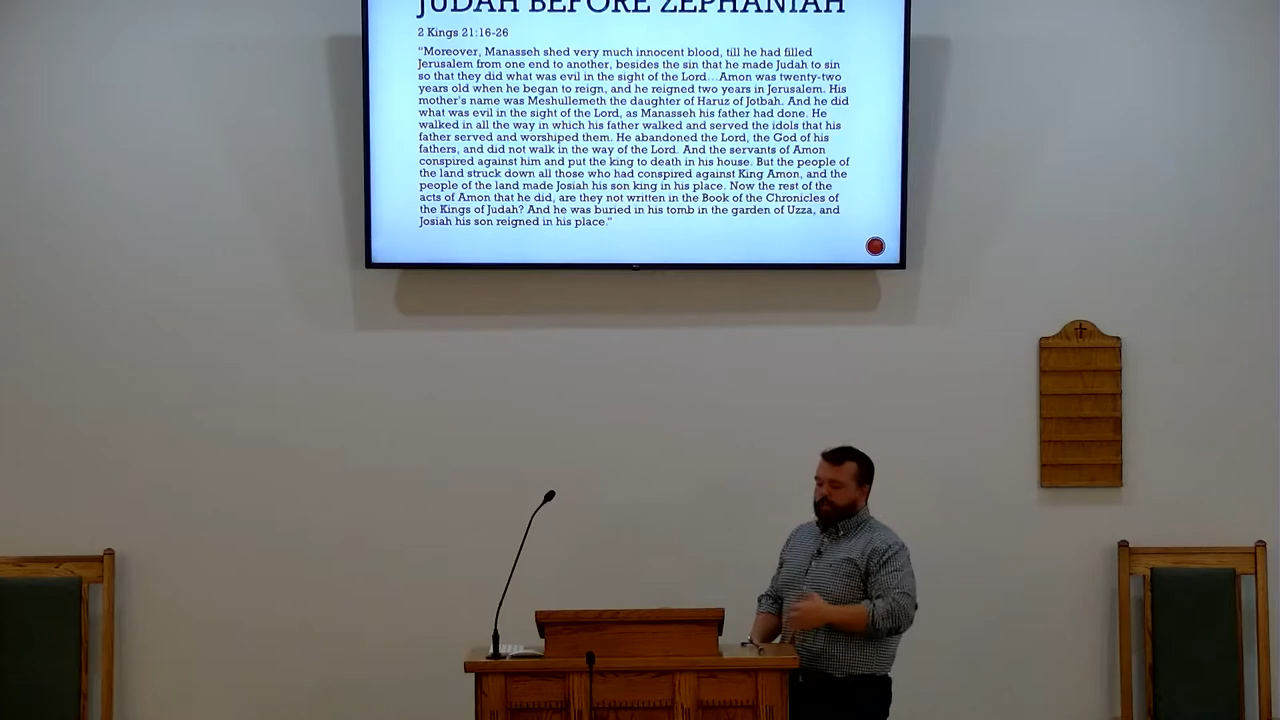 JUDAH BEFORE ZEPHANIAH
2 Kings 21:16-26
"Moreover, Manasseh shed very much innocent blood, till he had filled
Jerusalem from one end to another, besides the sin that he made Judah to sin
so that they did what was evil in the sight of the Lord…Amon was twenty-two
years old when he began to reign, and he reigned two years in Jerusalem. His
mother's name was Meshullemeth the daughter of Haruz of Jotbah. And he did
what was evil in the sight of the Lord, as Manasseh his father had done. He
walked in all the way in which his father walked and served the idols that his
father served and worshiped them. He abandoned the Lord, the God of his
fathers, and did not walk in the way of the Lord. And the servants of Amon
conspired against him and put the king to death in his house. But the people of
the land struck down all those who had conspired against King Amon, and the
people of the land made Josiah his son king in his place. Now the rest of the
acts of Amon that he did, are they not written in the Book of the Chronicles of
the Kings of Judah? And he was buried in his tomb in the garden of Uzza, and
Josiah his son reigned in his place."